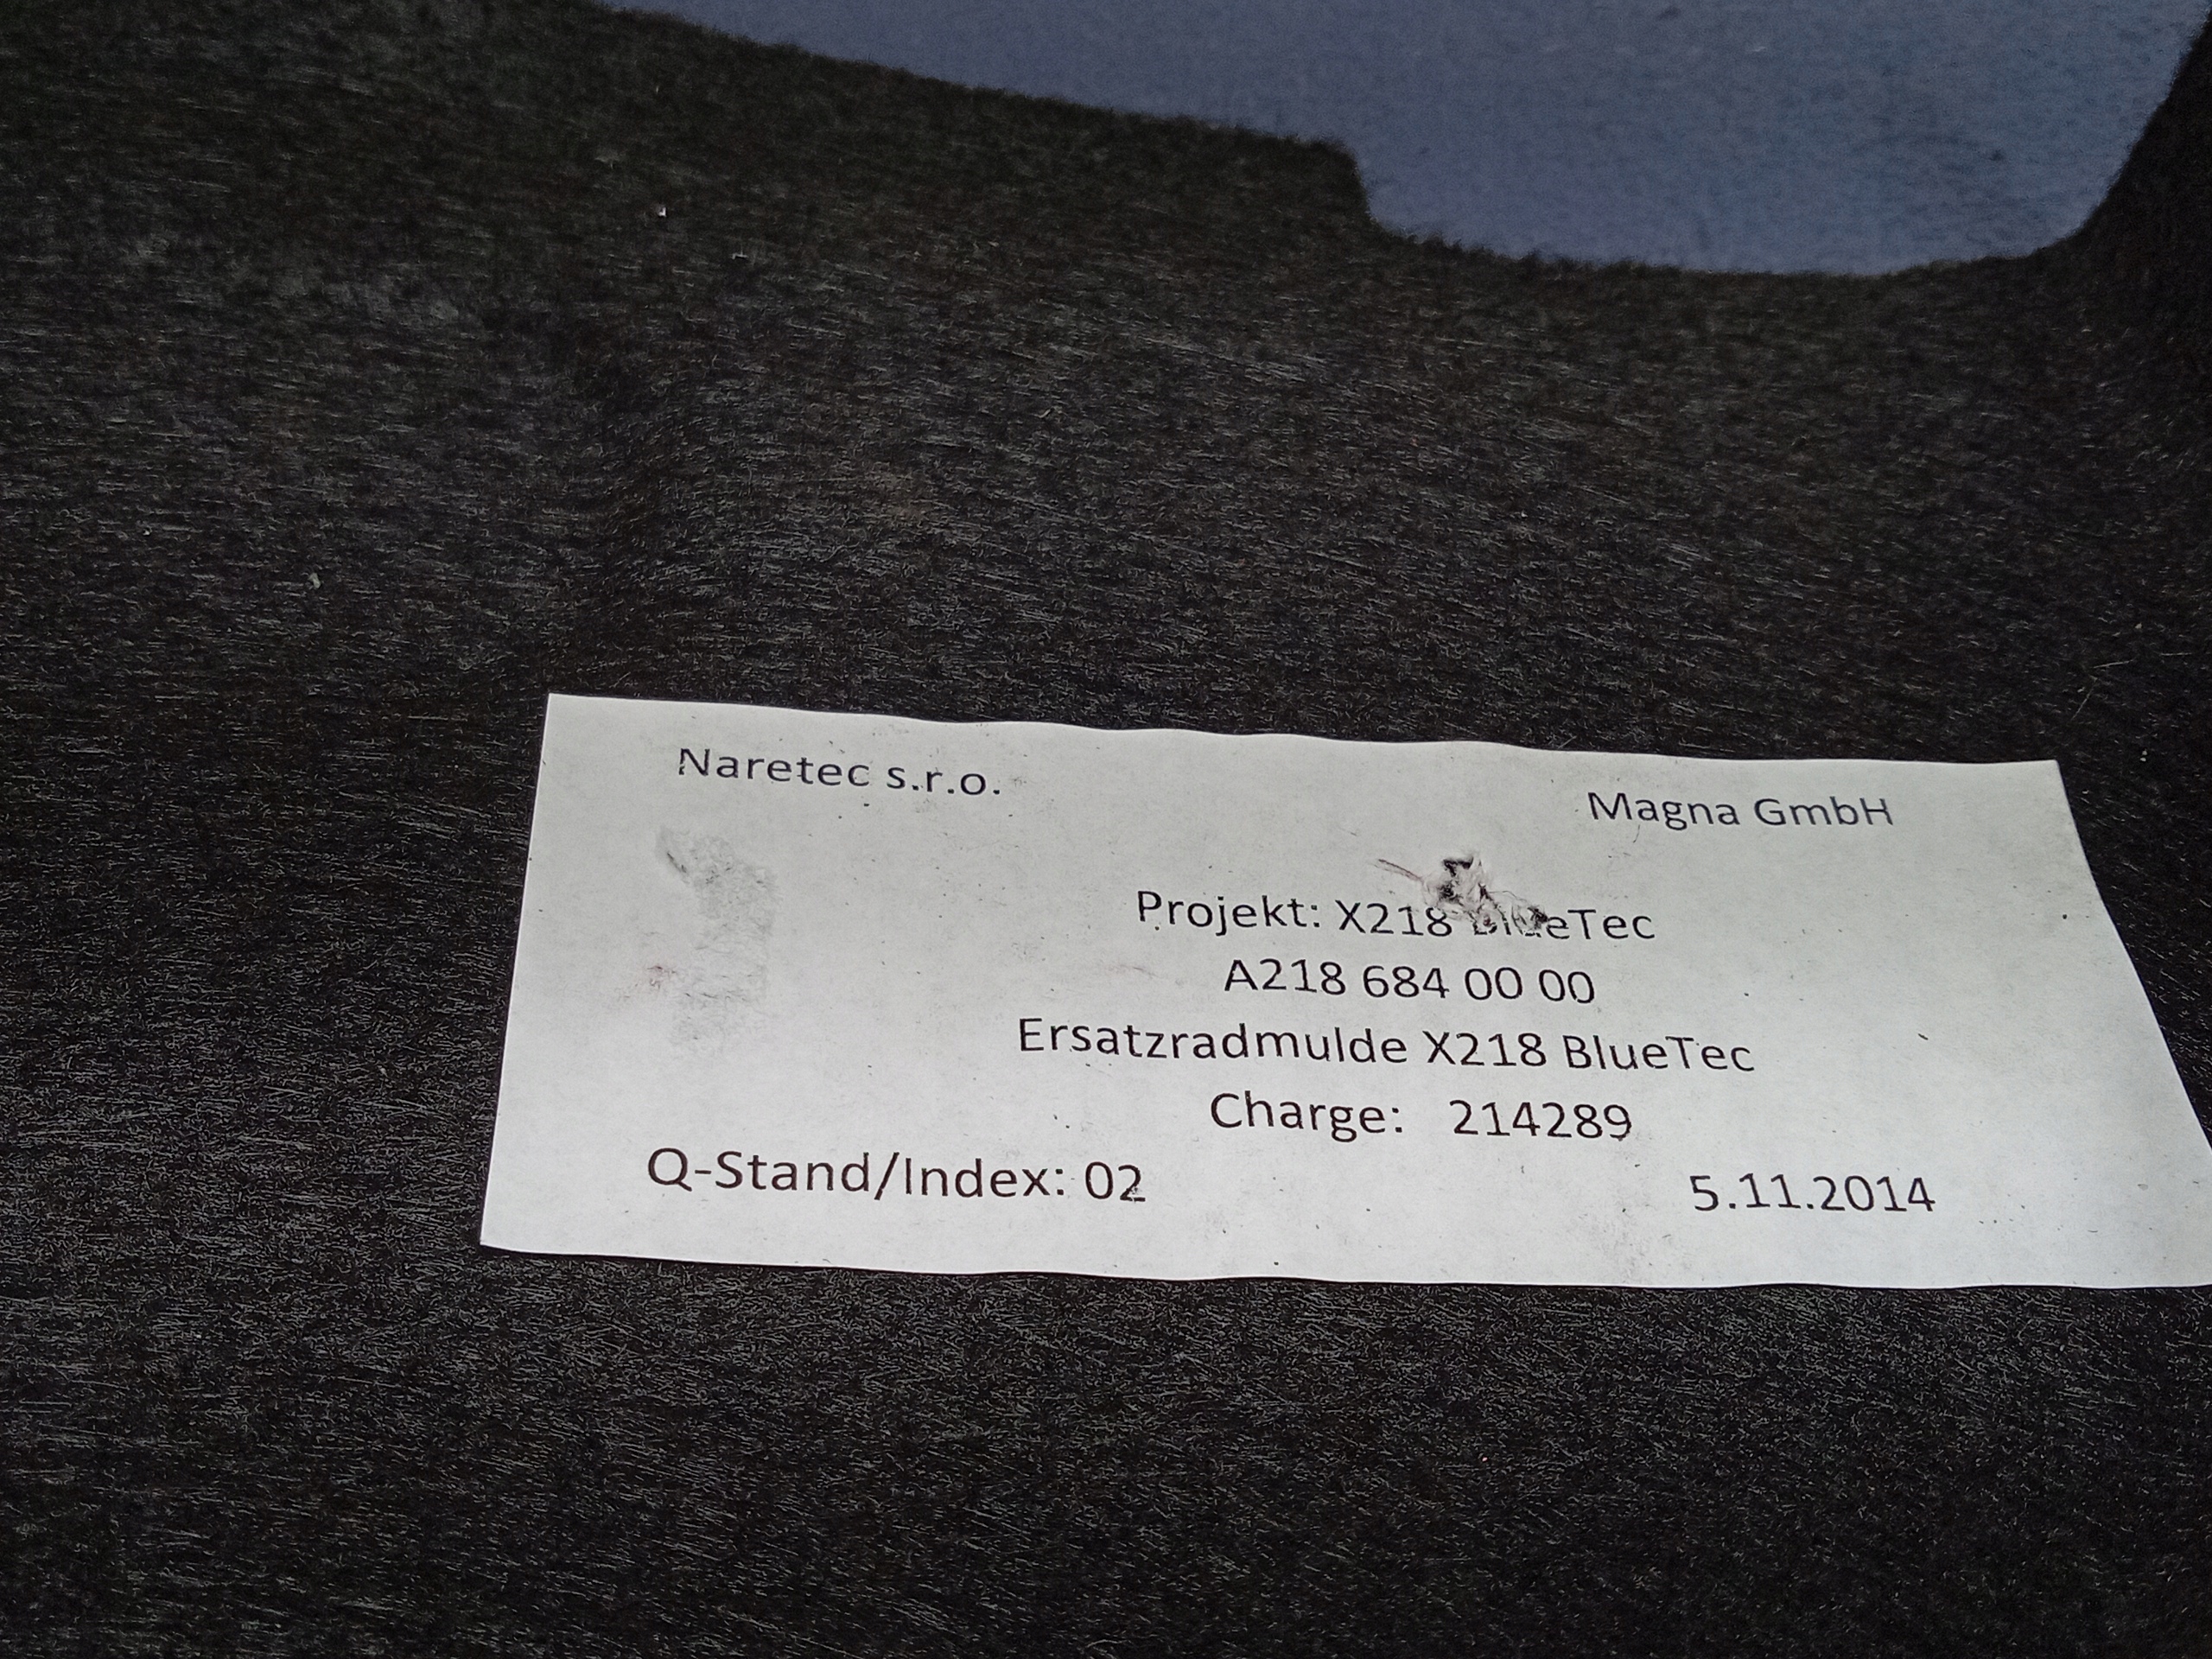 Naretec s.r.o.
Magna GmbH
Projekt: X218 BlueTec
A218 684 00 00
Ersatzradmulde X218 BlueTec
Charge: 214289
Q-Stand/Index: 02
5.11.2014